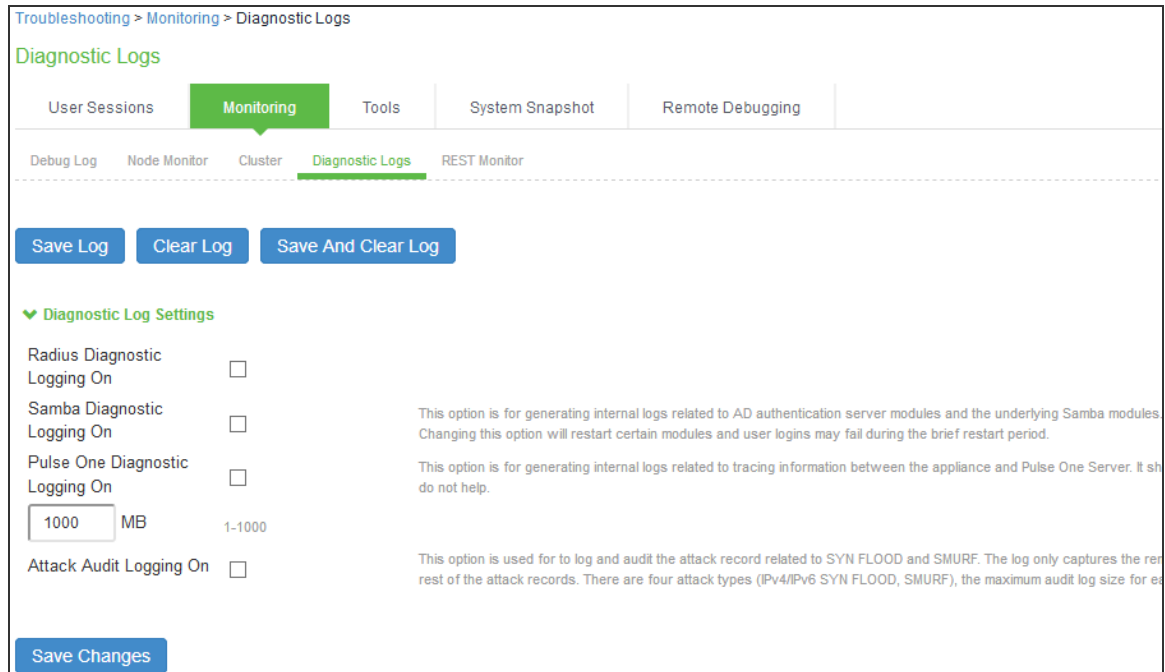 Troubleshooting > Monitoring > Diagnostic Logs
Diagnostic Logs
User Sessions
Monitoring
Tools
System Snapshot
Remote Debugging
Debug Log
Node Monitor
Cluster
Diagnostic Logs
REST Monitor
Save Log
Clear Log
Save And Clear Log
Diagnostic Log Settings
Radius Diagnostic
Logging On
Samba Diagnostic
Logging On
This option is for generating internal logs related to AD authentication server modules and the underlying Samba modules.
Changing this option will restart certain modules and user logins may fail during the brief restart period.
Pulse One Diagnostic
Logging On
This option is for generating internal logs related to tracing information between the appliance and Pulse One Server. It sh
do not help.
1000 MB
1-1000
Attack Audit Logging On
This option is used for to log and audit the attack record related to SYN FLOOD and SMURF. The log only captures the rer
rest of the attack records. There are four attack types (IPv4/IPv6 SYN FLOOD, SMURF), the maximum audit log size for ea
Save Changes